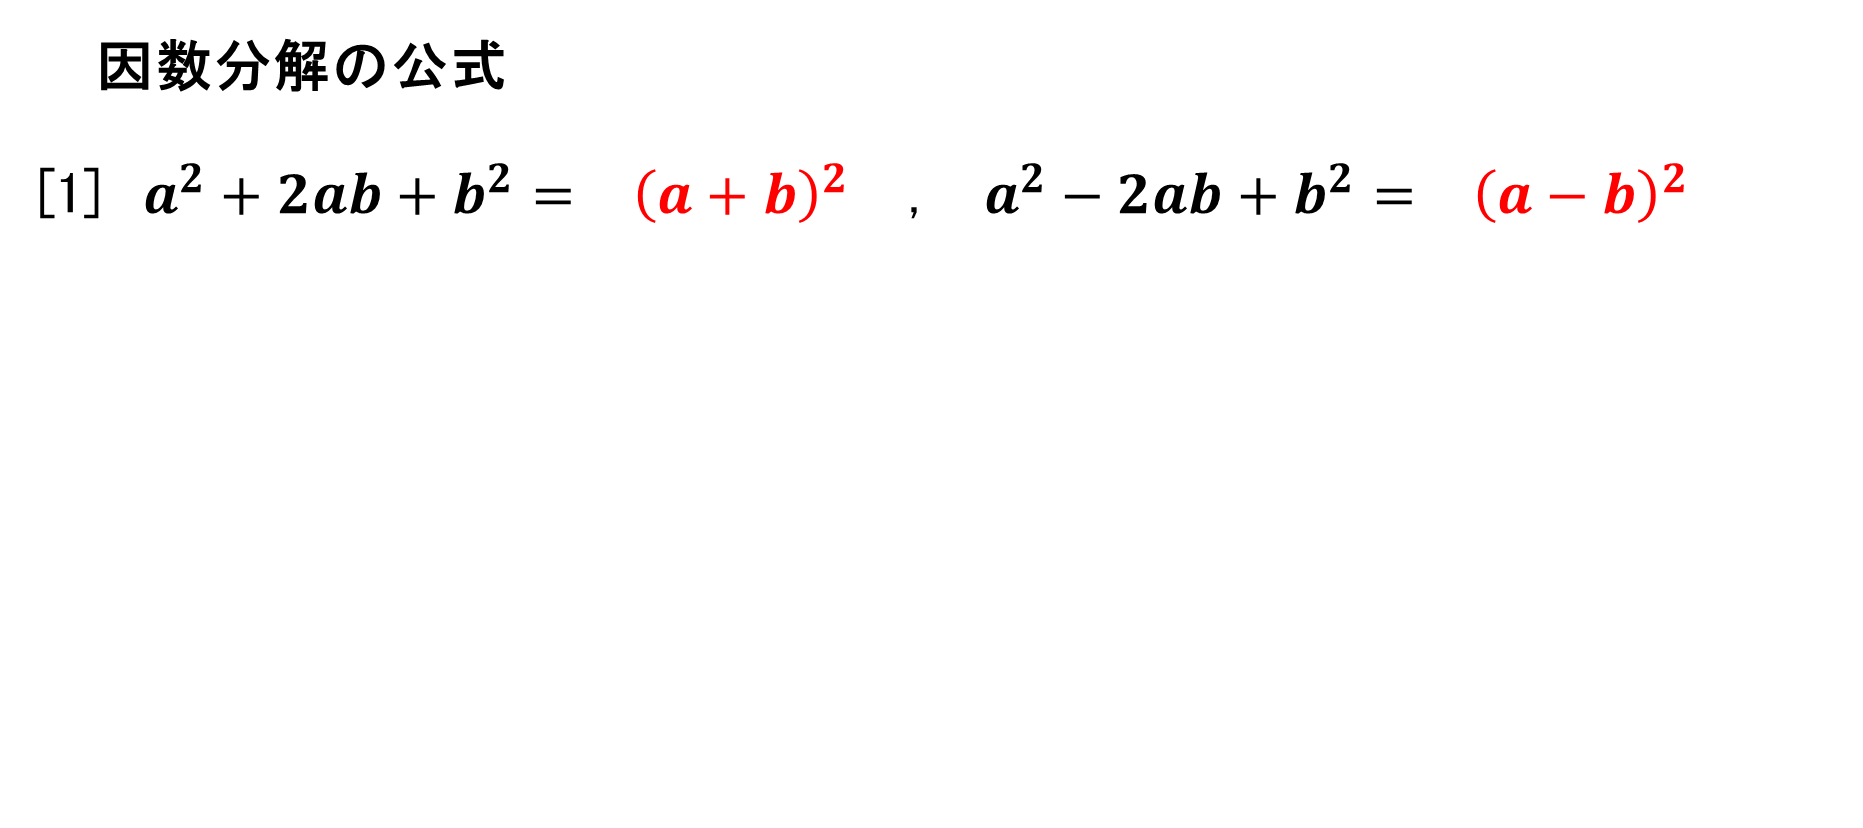 因数分解の公式
[1] a² + 2ab + b² = (a + b)² , a² − 2ab + b² = (a − b)²